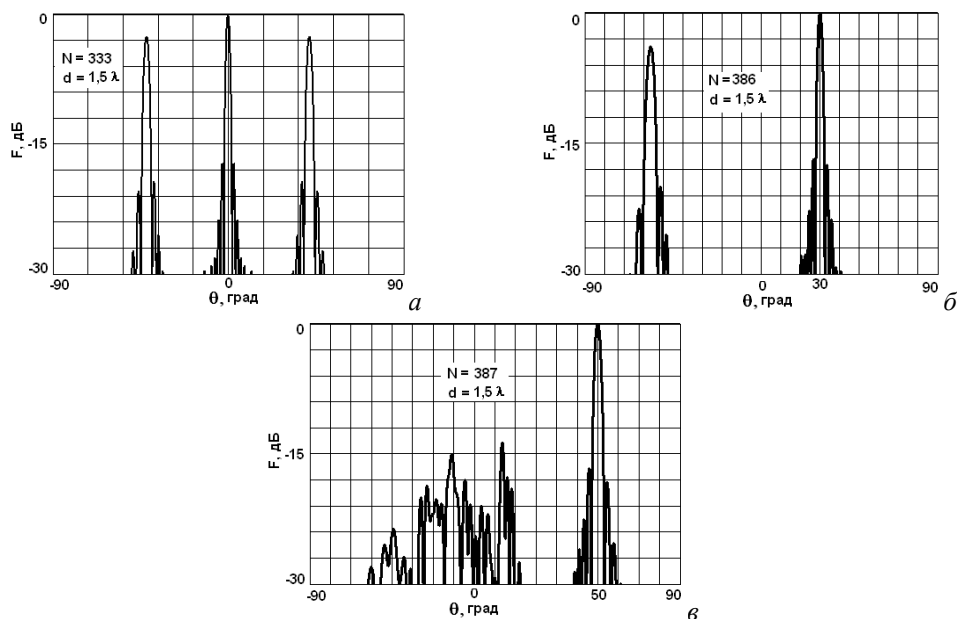 0
-15
-30
F, дБ
N = 333
d = 1,5 λ
-90
0
90
θ, град
а
0
-15
-30
F, дБ
N=386
d = 1,5 λ
-90
0
30
90
θ, град
б
0
-15
-30
F, дБ
N = 387
d = 1,5 λ
-90
0
50
90
θ, град
в